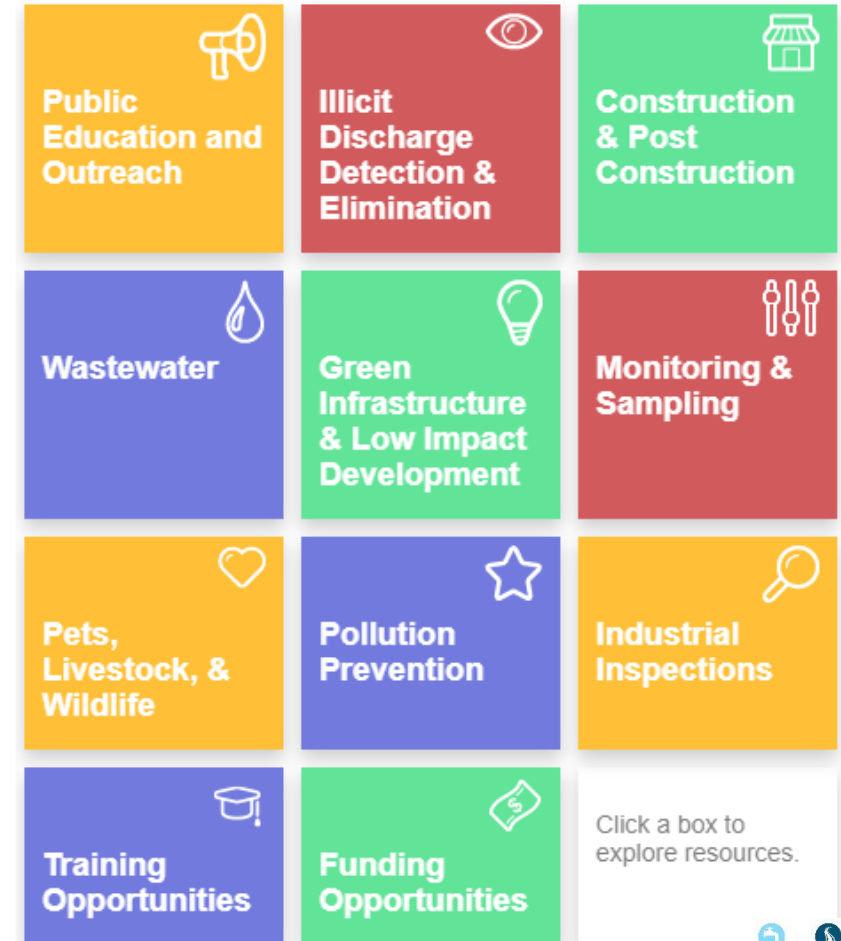 Public
Education and
Outreach
Illicit
Discharge
Detection &
Elimination
Construction
& Post
Construction
Wastewater
Green
Infrastructure
& Low Impact
Development
Monitoring &
Sampling
Pets,
Livestock, &
Wildlife
Pollution
Prevention
Industrial
Inspections
Training
Opportunities
Funding
Opportunities
Click a box to
explore resources.